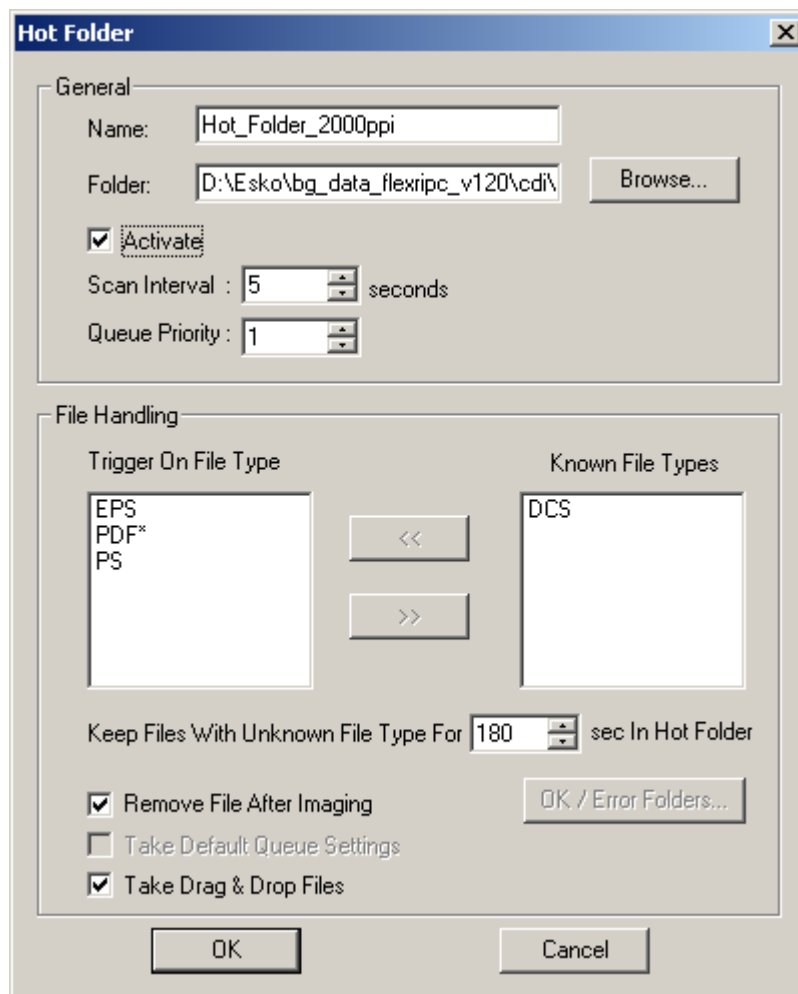 Hot Folder
General
Name: Hot_Folder_2000ppi
Folder: D:\Esko\bg_data_flexripc_v120\cdi\ Browse...
Activate
Scan Interval : 5 seconds
Queue Priority : 1
File Handling
Trigger On File Type Known File Types
EPS DCS
PDF*
PS
<<
>>
Keep Files With Unknown File Type For 180 sec In Hot Folder
Remove File After Imaging OK / Error Folders...
Take Default Queue Settings
Take Drag & Drop Files
OK Cancel